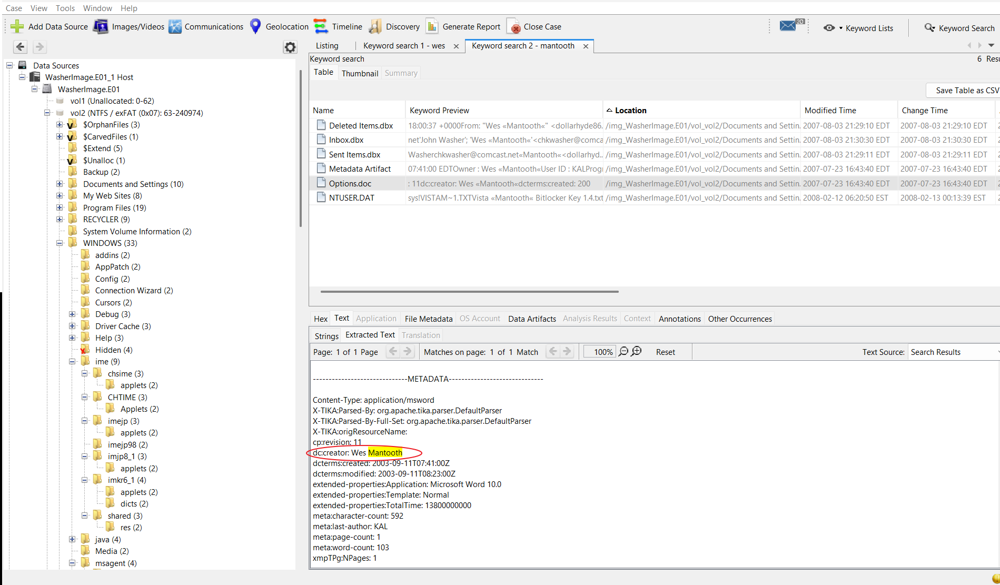 Case View Tools Window Help
Add Data Source Images/Videos Communications Geolocation Timeline Discovery Generate Report Close Case 20 Keyword Lists Keyword Search
Listing Keyword search 1 - wes × Keyword search 2 - mantooth ×
Keyword search 6 Resu
Table Thumbnail Summary
Save Table as CSV
Name Keyword Preview Location Modified Time Change Time
Deleted Items.dbx 18:00:37 +0000From: "Wes «Mantooth«" <dollarhyde86. /img_WasherImage.E01/vol_vol2/Documents and Settin. 2007-08-03 21:29:10 EDT 2007-08-03 21:29:10 EDT
Inbox.dbx net'John Washer'; 'Wes «Mantooth«'<chkwasher@comca /img_WasherImage.E01/vol_vol2/Documents and Settin. 2007-08-03 21:30:30 EDT 2007-08-03 21:30:30 EDT
Sent Items.dbx Washerchkwasher@comcast.net«Mantooth«<dollarhyd.. /img_WasherImage.E01/vol_vol2/Documents and Settin. 2007-08-03 21:29:11 EDT 2007-08-03 21:29:11 EDT
Metadata Artifact 07:41:00 EDTOwner : Wes «Mantooth«User ID : KALProgr /img_WasherImage.E01/vol_vol2/Documents and Settin. 2007-07-23 16:43:40 EDT 2007-07-23 16:43:40 EDT
Options.doc : 11dc:creator: Wes «Mantooth«dcterms:created: 200 /img_WasherImage.E01/vol_vol2/Documents and Settin. 2007-07-23 16:43:40 EDT 2007-07-23 16:43:40 EDT
NTUSER.DAT sys!VISTAM~1.TXTVista «Mantooth« Bitlocker Key 1.4.txt /img_WasherImage.E01/vol_vol2/Documents and Settin. 2008-02-12 06:20:50 EST 2008-02-13 00:13:39 EST
Data Sources
WasherImage.E01_1 Host
WasherImage.E01
vol1 (Unallocated: 0-62)
vol2 (NTFS / exFAT (0x07): 63-240974)
$OrphanFiles (3)
$CarvedFiles (1)
$Extend (5)
$Unalloc (1)
Backup (2)
Documents and Settings (10)
My Web Sites (8)
Program Files (19)
RECYCLER (9)
System Volume Information (2)
WINDOWS (33)
addins (2)
AppPatch (2)
Config (2)
Connection Wizard (2)
Cursors (2)
Debug (3)
Driver Cache (3)
Help (3)
Hidden (4)
ime (9)
chsime (3)
applets (2)
CHTIME (3)
Applets (2)
imejp (3)
applets (2)
imejp98 (2)
imjp8_1 (3)
applets (2)
imkr6_1 (4)
applets (2)
dicts (2)
shared (3)
res (2)
java (4)
Media (2)
msagent (4)
Hex Text Application File Metadata OS Account Data Artifacts Analysis Results Context Annotations Other Occurrences
Strings Extracted Text Translation
Page: 1 of 1 Page Matches on page: 1 of 1 Match 100% Reset Text Source: Search Results
------------------------------METADATA------------------------------
Content-Type: application/msword
X-TIKA:Parsed-By: org.apache.tika.parser.DefaultParser
X-TIKA:Parsed-By-Full-Set: org.apache.tika.parser.DefaultParser
X-TIKA:origResourceName:
cp:revision: 11
dc:creator: Wes Mantooth
dcterms:created: 2003-09-11T07:41:00Z
dcterms:modified: 2003-09-11T08:23:00Z
extended-properties:Application: Microsoft Word 10.0
extended-properties:Template: Normal
extended-properties:TotalTime: 13800000000
meta:character-count: 592
meta:last-author: KAL
meta:page-count: 1
meta:word-count: 103
xmpTPg:NPages: 1